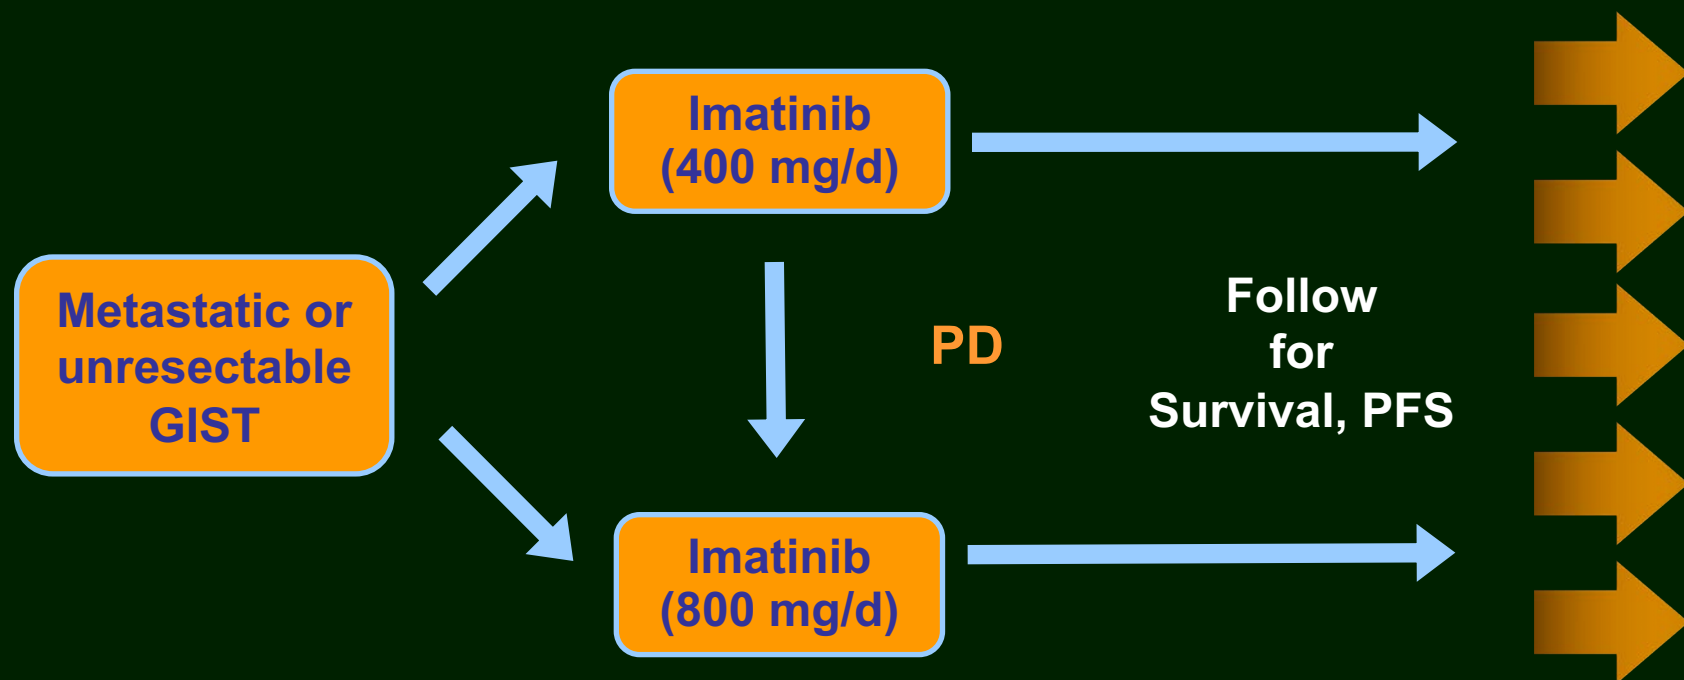 Imatinib
(400 mg/d)
Metastatic or
unresectable
GIST
PD
Follow
for
Survival, PFS
Imatinib
(800 mg/d)